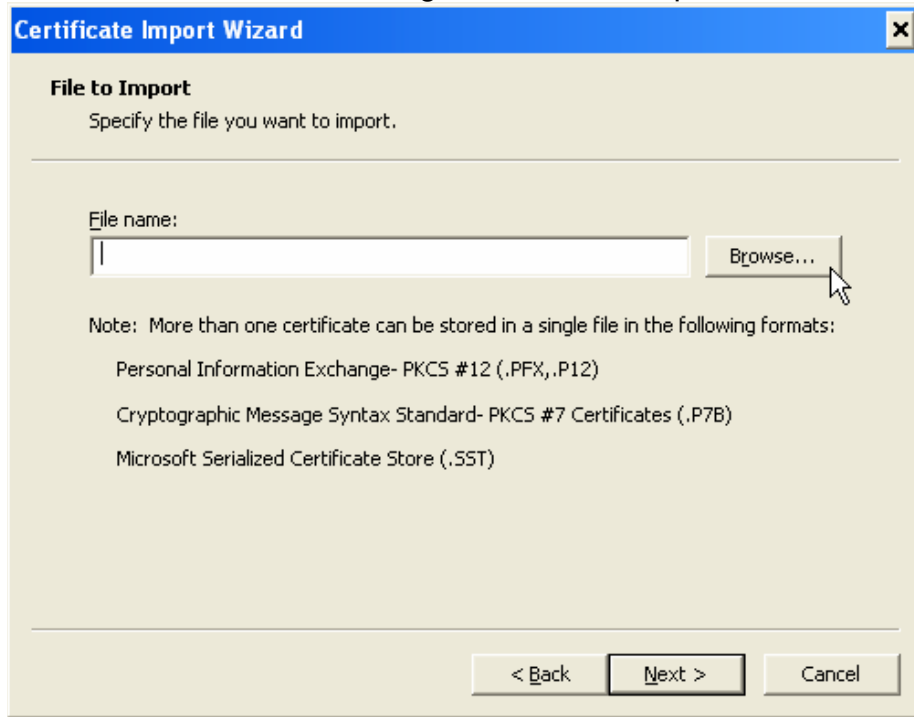 Certificate Import Wizard
File to Import
Specify the file you want to import.
File name:
Browse...
Note: More than one certificate can be stored in a single file in the following formats:
Personal Information Exchange- PKCS #12 (.PFX,.P12)
Cryptographic Message Syntax Standard- PKCS #7 Certificates (.P7B)
Microsoft Serialized Certificate Store (.SST)
< Back Next > Cancel